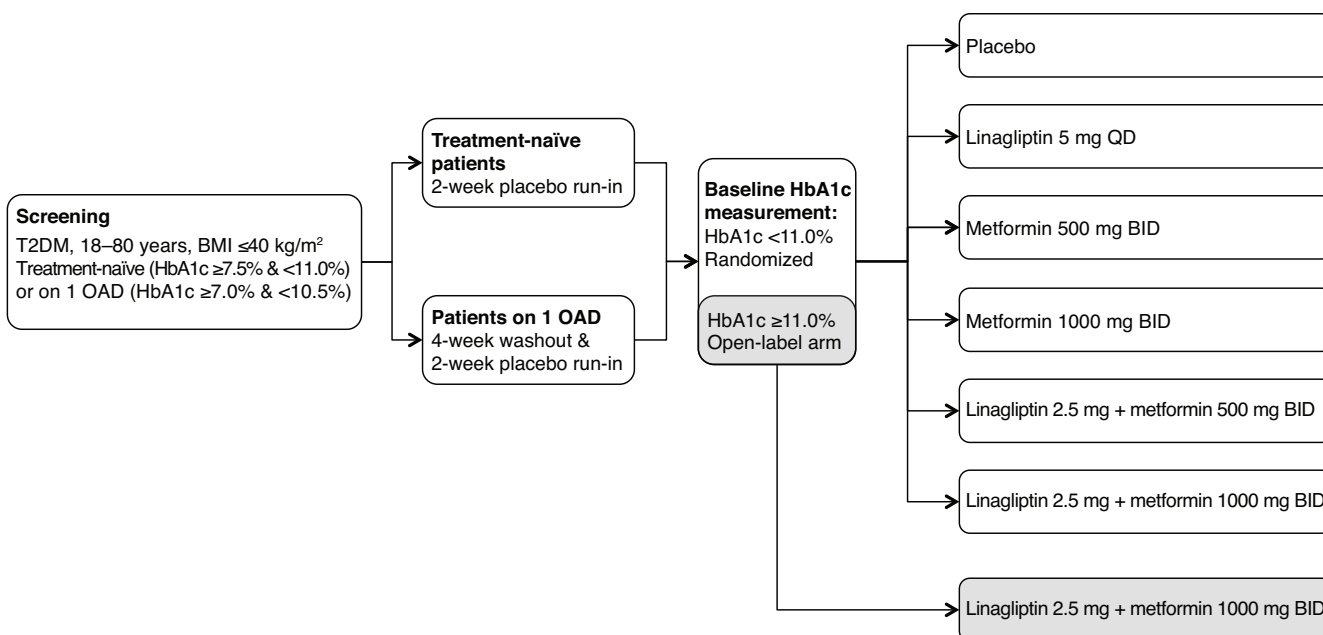 Screening
T2DM, 18–80 years, BMI ≤40 kg/m²
Treatment-naïve (HbA1c ≥7.5% & <11.0%)
or on 1 OAD (HbA1c ≥7.0% & <10.5%)
Treatment-naïve
patients
2-week placebo run-in
Patients on 1 OAD
4-week washout &
2-week placebo run-in
Baseline HbA1c
measurement:
HbA1c <11.0%
Randomized
HbA1c ≥11.0%
Open-label arm
Placebo
Linagliptin 5 mg QD
Metformin 500 mg BID
Metformin 1000 mg BID
Linagliptin 2.5 mg + metformin 500 mg BID
Linagliptin 2.5 mg + metformin 1000 mg BID
Linagliptin 2.5 mg + metformin 1000 mg BID